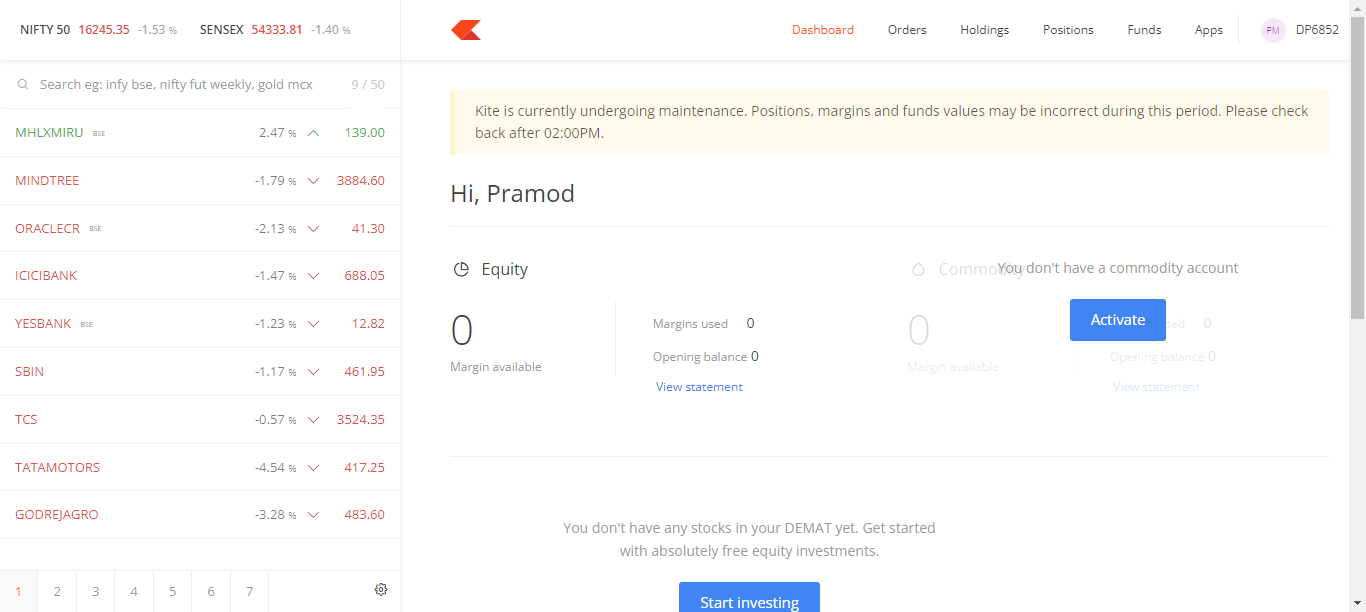 NIFTY 50 16245.35 -1.53 % SENSEX 54333.81 -1.40 %
Dashboard Orders Holdings Positions Funds Apps PM DP6852
Search eg: infy bse, nifty fut weekly, gold mcx 9 / 50
MHLXMIRU BSE 2.47 % 139.00
MINDTREE -1.79 % 3884.60
ORACLECR BSE -2.13 % 41.30
ICICIBANK -1.47 % 688.05
YESBANK BSE -1.23 % 12.82
SBIN -1.17 % 461.95
TCS -0.57 % 3524.35
TATAMOTORS -4.54 % 417.25
GODREJAGRO -3.28 % 483.60
1 2 3 4 5 6 7
Kite is currently undergoing maintenance. Positions, margins and funds values may be incorrect during this period. Please check
back after 02:00PM.
Hi, Pramod
Equity
0
Margin available
Margins used 0
Opening balance 0
View statement
Commodity
You don't have a commodity account
Activate
0
Margin available
sed 0
Opening balance 0
View statement
You don't have any stocks in your DEMAT yet. Get started
with absolutely free equity investments.
Start investing